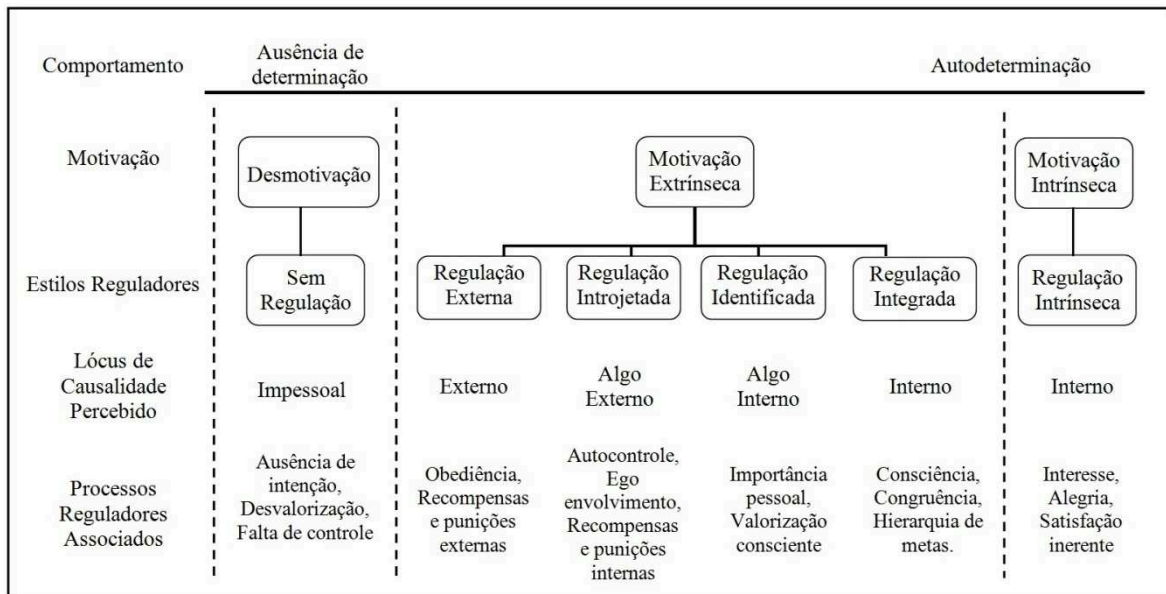 Comportamento
Ausência de
determinação
Autodeterminação
Motivação
Desmotivação
Motivação
Extrínseca
Motivação
Intrínseca
Estilos Reguladores
Sem
Regulação
Regulação
Externa
Regulação
Introjetada
Regulação
Identificada
Regulação
Integrada
Regulação
Intrínseca
Lócus de
Causalidade
Percebido
Impessoal
Externo
Algo
Externo
Algo
Interno
Interno
Interno
Processos
Reguladores
Associados
Ausência de
intenção,
Desvalorização,
Falta de controle
Obediência,
Recompensas
e punições
externas
Autocontrole,
Ego
envolvimento,
Recompensas
e punições
internas
Importância
pessoal,
Valorização
consciente
Consciência,
Congruência,
Hierarquia de
metas.
Interesse,
Alegria,
Satisfação
inerente